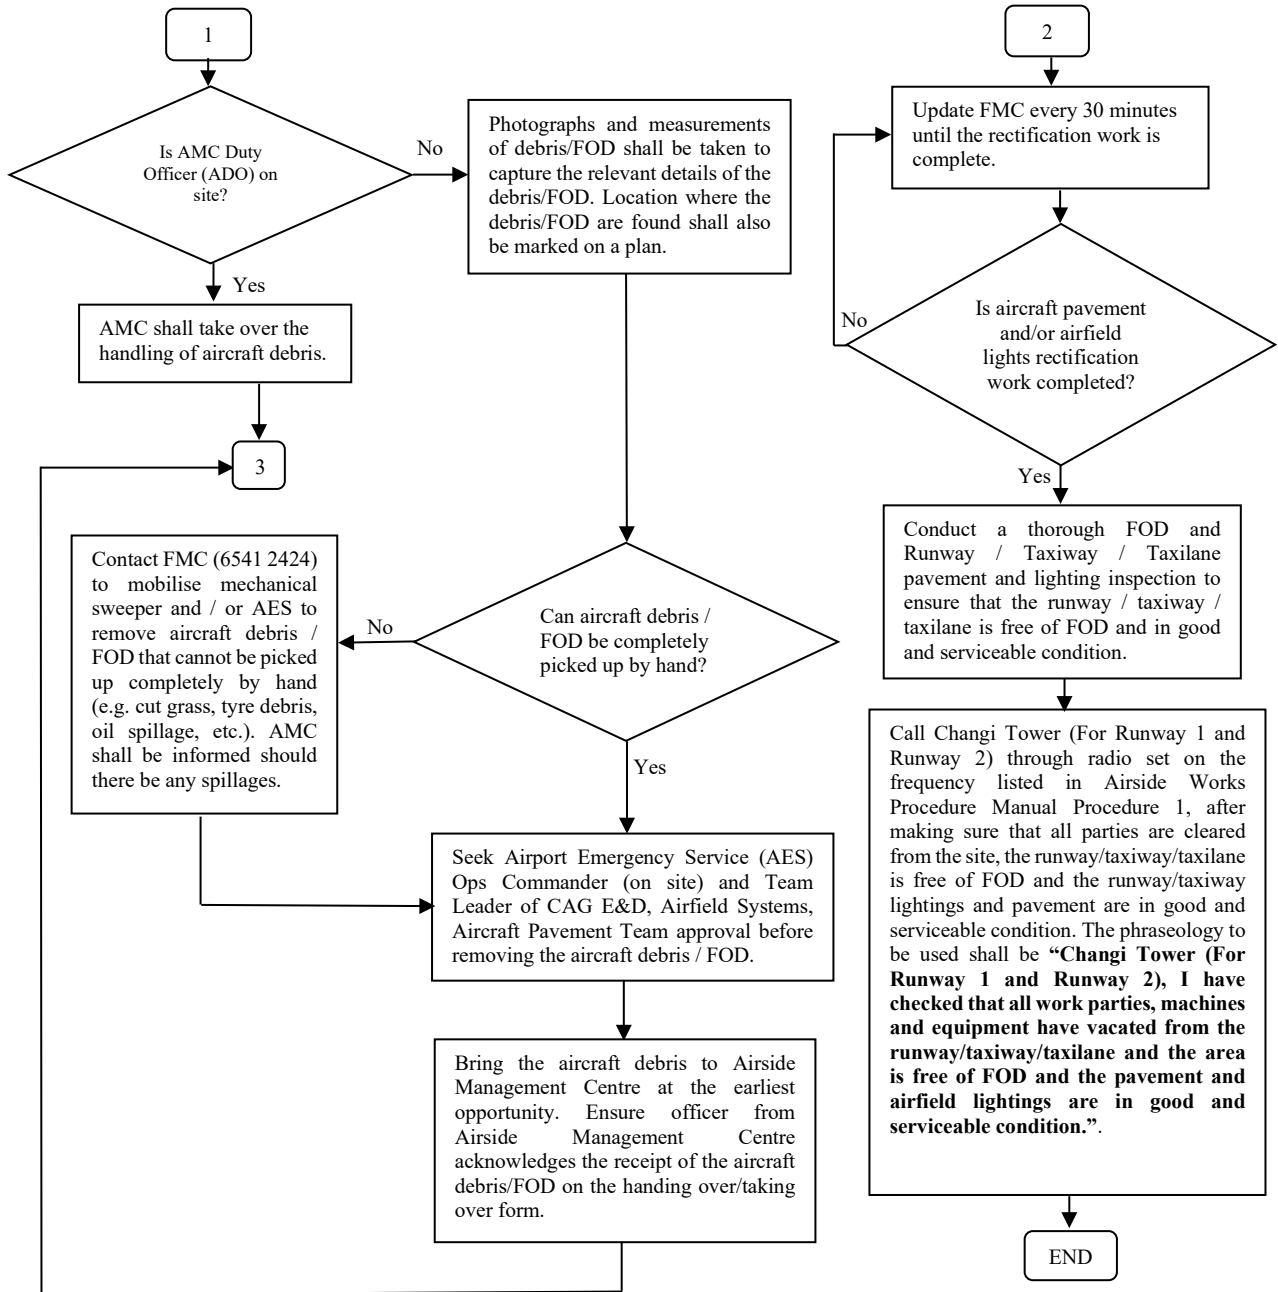 1
Is AMC Duty
Officer (ADO) on
site?
No
Yes
AMC shall take over the
handling of aircraft debris.
3
Photographs and measurements
of debris/FOD shall be taken to
capture the relevant details of the
debris/FOD. Location where the
debris/FOD are found shall also
be marked on a plan.
Can aircraft debris /
FOD be completely
picked up by hand?
No
Contact FMC (6541 2424)
to mobilise mechanical
sweeper and / or AES to
remove aircraft debris /
FOD that cannot be picked
up completely by hand
(e.g. cut grass, tyre debris,
oil spillage, etc.). AMC
shall be informed should
there be any spillages.
Yes
Seek Airport Emergency Service (AES)
Ops Commander (on site) and Team
Leader of CAG E&D, Airfield Systems,
Aircraft Pavement Team approval before
removing the aircraft debris / FOD.
Bring the aircraft debris to Airside
Management Centre at the earliest
opportunity. Ensure officer from
Airside Management Centre
acknowledges the receipt of the aircraft
debris/FOD on the handing over/taking
over form.
2
Update FMC every 30 minutes
until the rectification work is
complete.
No
Is aircraft pavement
and/or airfield
lights rectification
work completed?
Yes
Conduct a thorough FOD and
Runway / Taxiway / Taxilane
pavement and lighting inspection to
ensure that the runway / taxiway /
taxilane is free of FOD and in good
and serviceable condition.
Call Changi Tower (For Runway 1 and
Runway 2) through radio set on the
frequency listed in Airside Works
Procedure Manual Procedure 1, after
making sure that all parties are cleared
from the site, the runway/taxiway/taxilane
is free of FOD and the runway/taxiway
lightings and pavement are in good and
serviceable condition. The phraseology to
be used shall be “Changi Tower (For
Runway 1 and Runway 2), I have
checked that all work parties, machines
and equipment have vacated from the
runway/taxiway/taxilane and the area
is free of FOD and the pavement and
airfield lightings are in good and
serviceable condition.”.
END